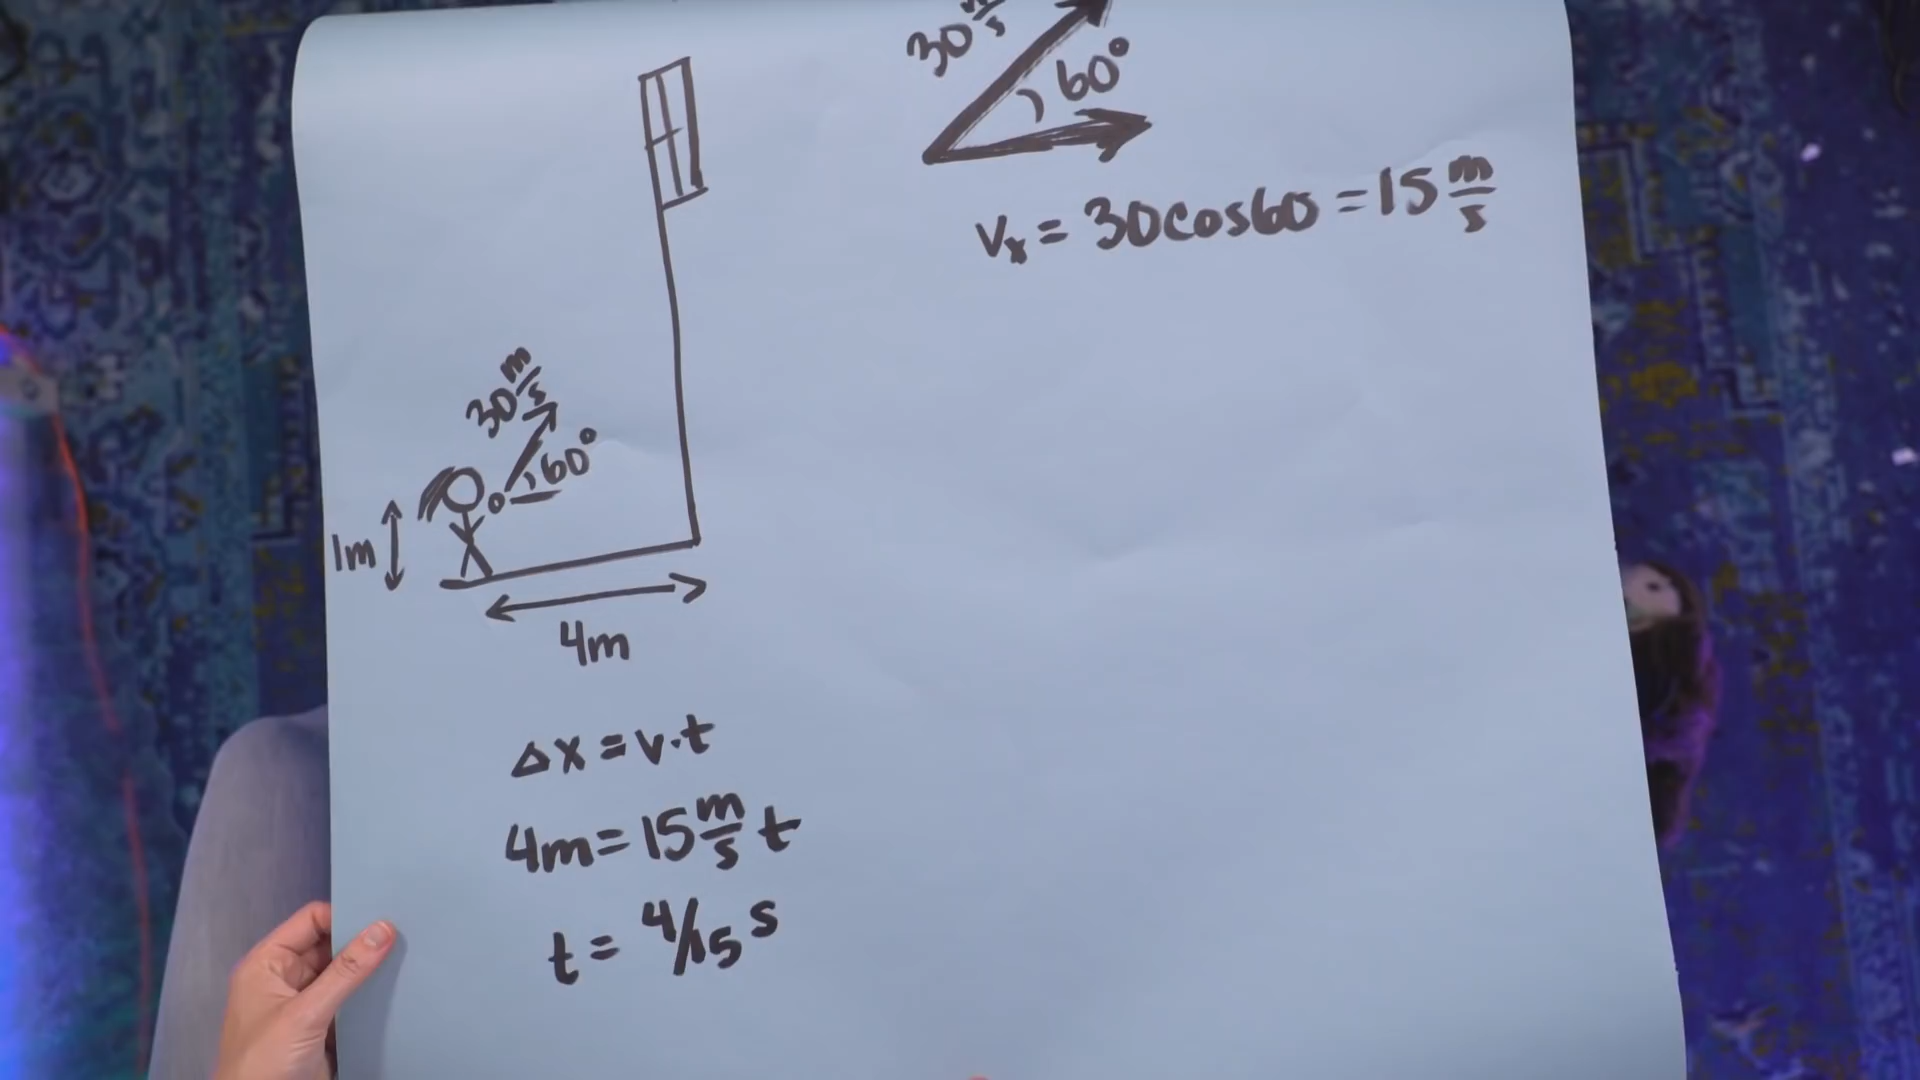 30 m/s
60°
Vx = 30cos60 = 15 m/s
30 m/s
60°
1m
4m
Δx = v·t
4m = 15 m/s t
t = 4/15 s